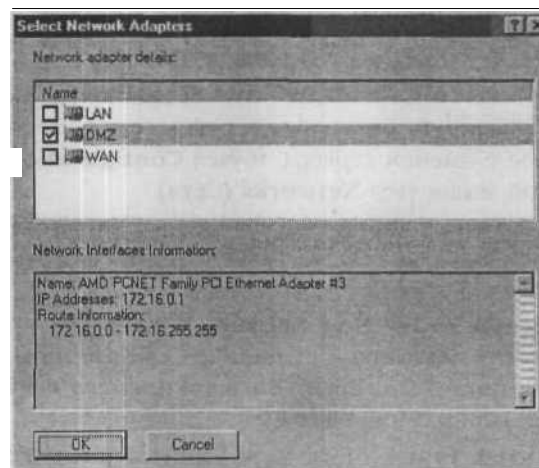 Select Network Adapters
Network adapter details:
Name
LAN
DMZ
WAN
Network Interfaces Information:
Name: AMD PCNET Family PCI Ethernet Adapter #3
IP Addresses: 172.16.0.1
Route Information:
172.16.0.0 - 172.16.255.255
OK
Cancel